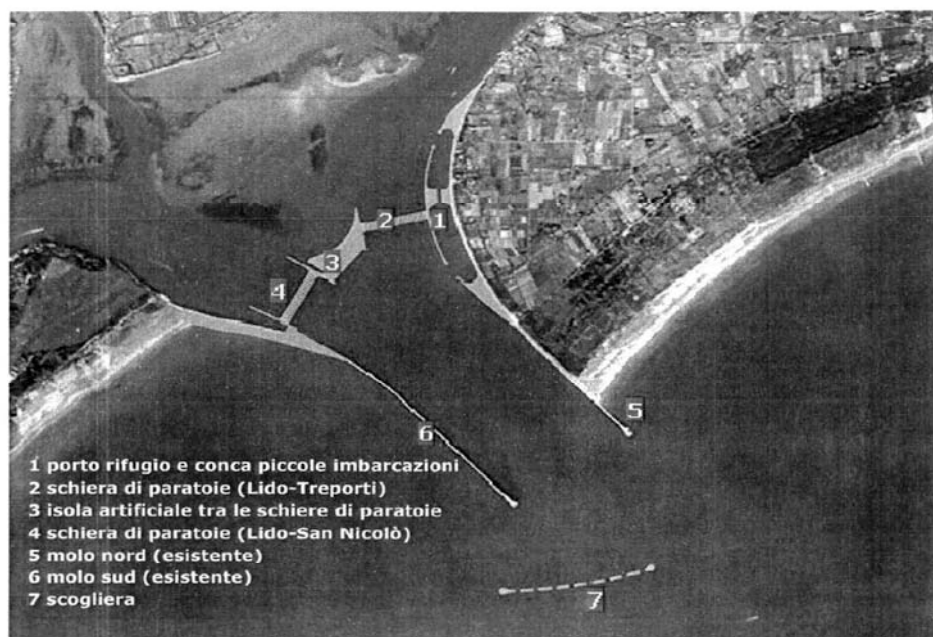 1
2
3
4
5
6
1 porto rifugio e conca piccole imbarcazioni
2 schiera di paratoie (Lido-Treporti)
3 isola artificiale tra le schiere di paratoie
4 schiera di paratoie (Lido-San Nicolò)
5 molo nord (esistente)
6 molo sud (esistente)
7 scogliera
7